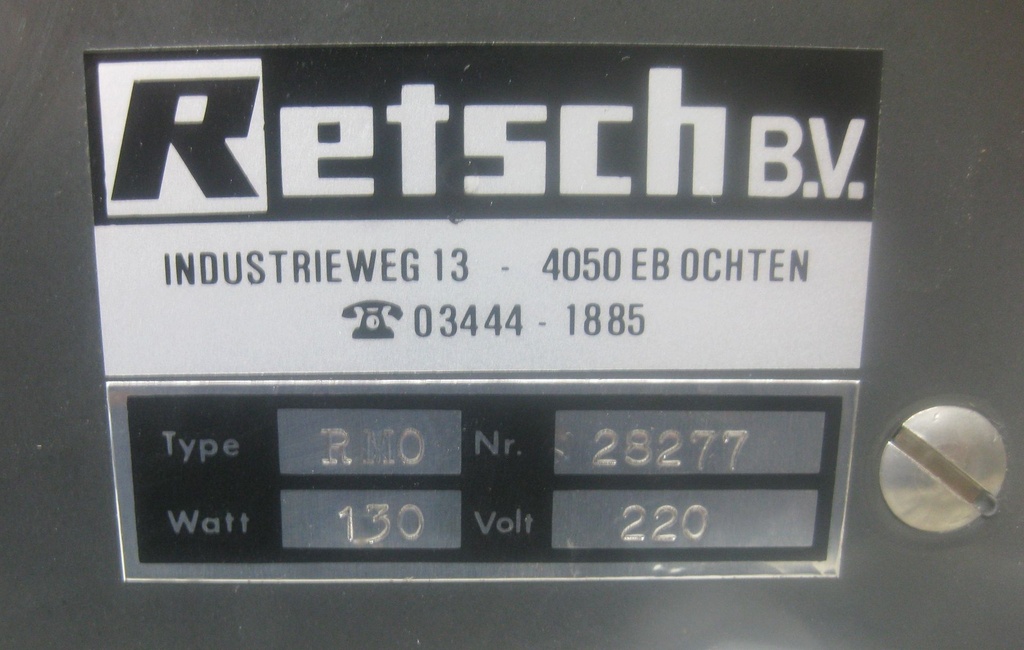 Retsch B.V.
INDUSTRIEWEG 13 - 4050 EB OCHTEN
03444 - 1885
Type RMO Nr. 28277
Watt 130 Volt 220